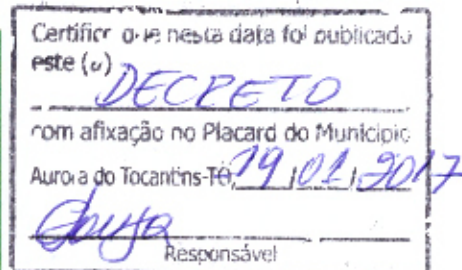 Certifico que nesta data foi publicado
este (a)
DECRETO
com afixação no Placard do Município
Aurora do Tocantins-TO, 19/01/2017
Souza
Responsável